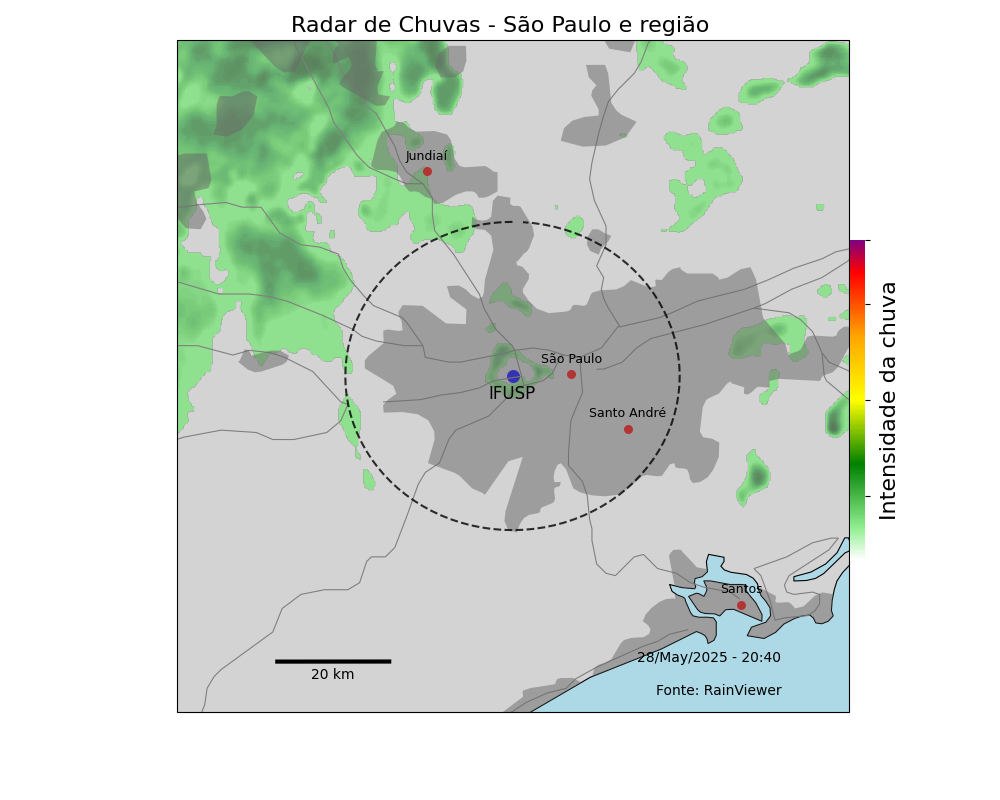 Radar de Chuvas - São Paulo e região
Jundiaí
São Paulo
IFUSP
Santo André
Intensidade da chuva
Santos
28/May/2025 - 20:40
20 km
Fonte: RainViewer